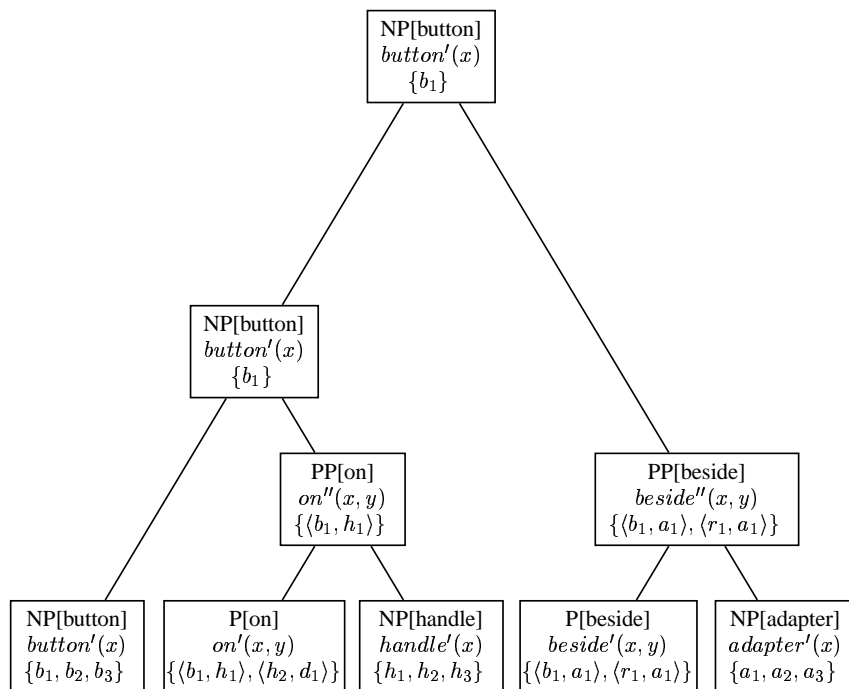 NP[button]
button′(x)
{b₁}
NP[button]
button′(x)
{b₁}
PP[on]
on″(x, y)
{⟨b₁, h₁⟩}
PP[beside]
beside″(x, y)
{⟨b₁, a₁⟩, ⟨r₁, a₁⟩}
NP[button]
button′(x)
{b₁, b₂, b₃}
P[on]
on′(x, y)
{⟨b₁, h₁⟩, ⟨h₂, d₁⟩}
NP[handle]
handle′(x)
{h₁, h₂, h₃}
P[beside]
beside′(x, y)
{⟨b₁, a₁⟩, ⟨r₁, a₁⟩}
NP[adapter]
adapter′(x)
{a₁, a₂, a₃}